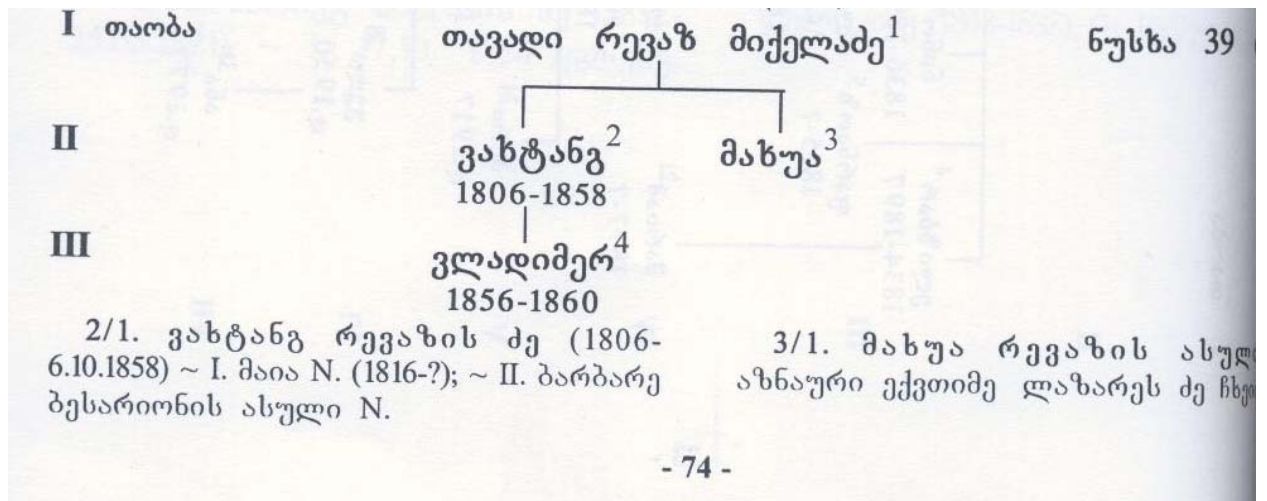 I თაობა თავადი რევაზ მიქელაძე1 ნუსხა 39
II ვახტანგ2 მახუა3
1806-1858
III ვლადიმერ4
1856-1860
2/1. ვახტანგ რევაზის ძე (1806-
6.10.1858) ~ I. მაია N. (1816-?); ~ II. ბარბარე
ბესარიონის ასული N.
3/1. მახუა რევაზის ასული
აზნაური ექვთიმე ლაზარეს ძე
- 74 -